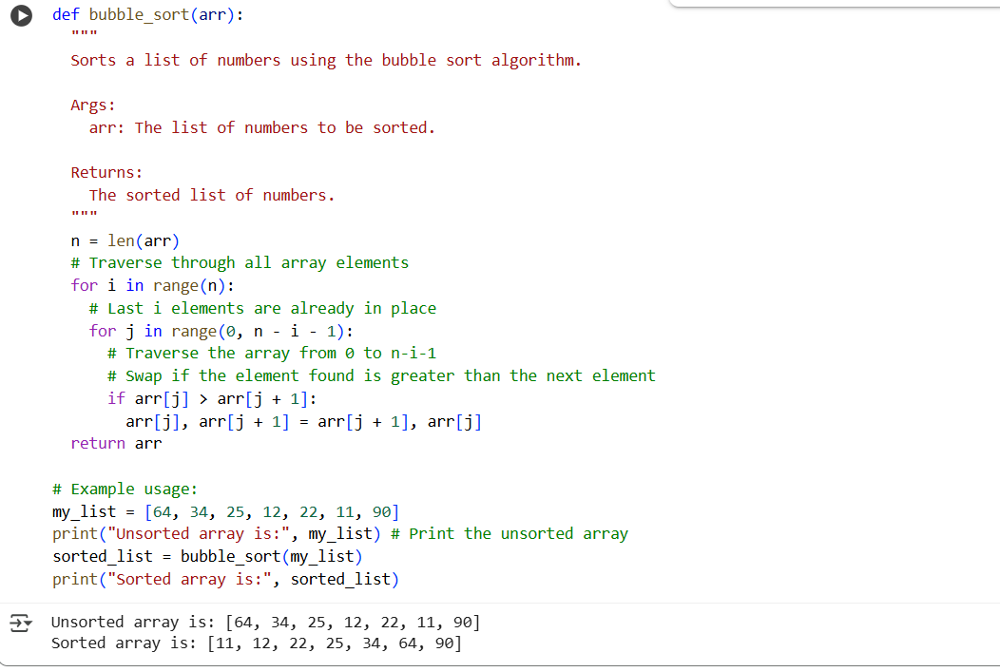 def bubble_sort(arr):
  """
  Sorts a list of numbers using the bubble sort algorithm.

  Args:
    arr: The list of numbers to be sorted.

  Returns:
    The sorted list of numbers.
  """
  n = len(arr)
  # Traverse through all array elements
  for i in range(n):
    # Last i elements are already in place
    for j in range(0, n - i - 1):
      # Traverse the array from 0 to n-i-1
      # Swap if the element found is greater than the next element
      if arr[j] > arr[j + 1]:
        arr[j], arr[j + 1] = arr[j + 1], arr[j]
  return arr

# Example usage:
my_list = [64, 34, 25, 12, 22, 11, 90]
print("Unsorted array is:", my_list) # Print the unsorted array
sorted_list = bubble_sort(my_list)
print("Sorted array is:", sorted_list)

Unsorted array is: [64, 34, 25, 12, 22, 11, 90]
Sorted array is: [11, 12, 22, 25, 34, 64, 90]